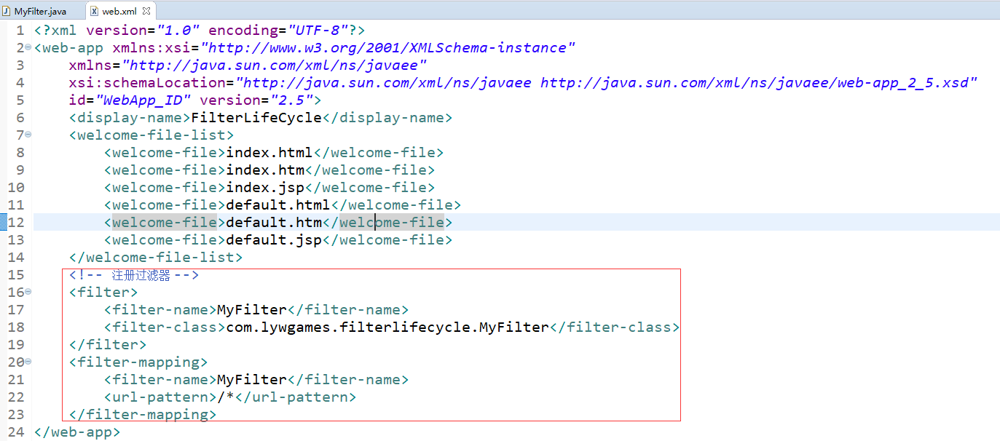 MyFilter.java web.xml
1 <?xml version="1.0" encoding="UTF-8"?>
2 <web-app xmlns:xsi="http://www.w3.org/2001/XMLSchema-instance"
3 xmlns="http://java.sun.com/xml/ns/javaee"
4 xsi:schemaLocation="http://java.sun.com/xml/ns/javaee http://java.sun.com/xml/ns/javaee/web-app_2_5.xsd"
5 id="WebApp_ID" version="2.5">
6 <display-name>FilterLifeCycle</display-name>
7 <welcome-file-list>
8 <welcome-file>index.html</welcome-file>
9 <welcome-file>index.htm</welcome-file>
10 <welcome-file>index.jsp</welcome-file>
11 <welcome-file>default.html</welcome-file>
12 <welcome-file>default.htm</welcome-file>
13 <welcome-file>default.jsp</welcome-file>
14 </welcome-file-list>
15 <!-- 注册过滤器 -->
16 <filter>
17 <filter-name>MyFilter</filter-name>
18 <filter-class>com.lywgames.filterlifecycle.MyFilter</filter-class>
19 </filter>
20 <filter-mapping>
21 <filter-name>MyFilter</filter-name>
22 <url-pattern>/*</url-pattern>
23 </filter-mapping>
24 </web-app>